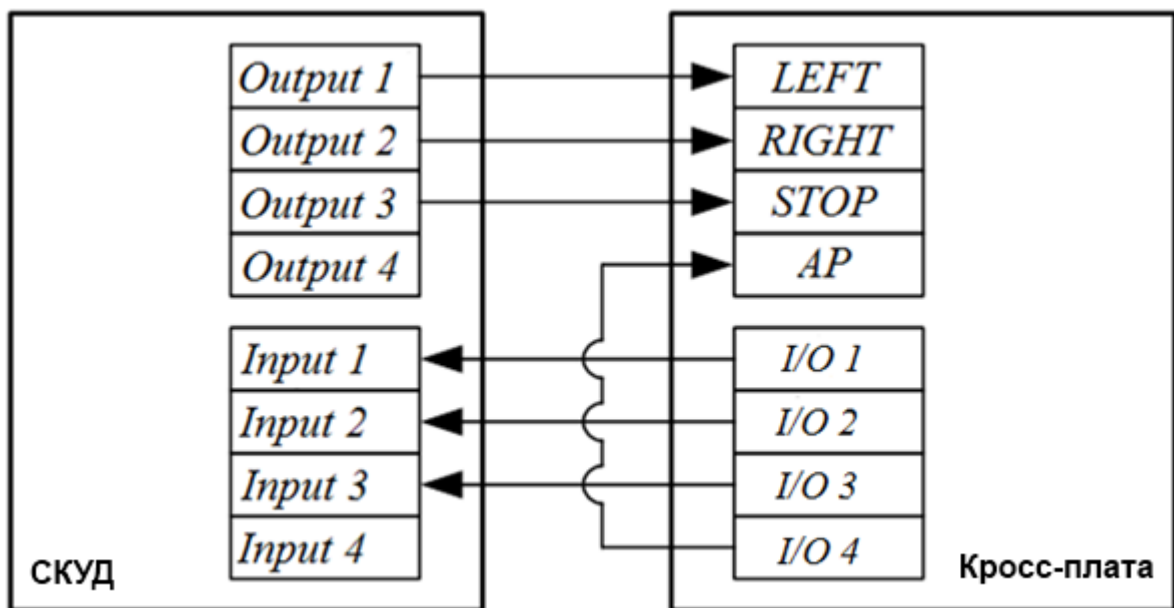 Output 1
Output 2
Output 3
Output 4
Input 1
Input 2
Input 3
Input 4
СКУД
LEFT
RIGHT
STOP
AP
I/O 1
I/O 2
I/O 3
I/O 4
Кросс-плата